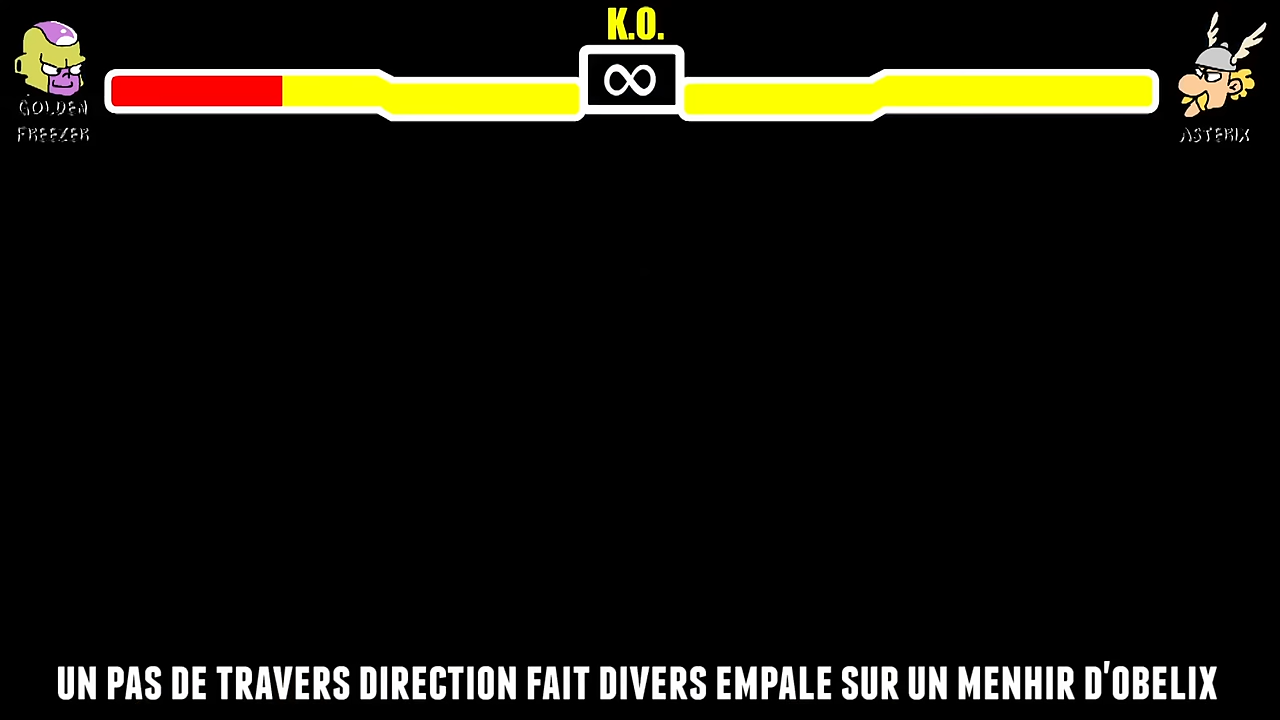 K.O.
∞
GOLDEN
FREEZER
ASTERIX
UN PAS DE TRAVERS DIRECTION FAIT DIVERS EMPALE SUR UN MENHIR D'OBELIX